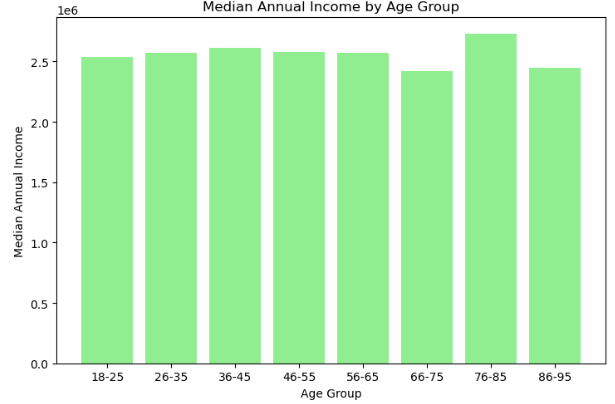 Median Annual Income by Age Group
1e6
2.5
2.0
1.5
1.0
0.5
0.0
Median Annual Income
18-25 26-35 36-45 46-55 56-65 66-75 76-85 86-95
Age Group